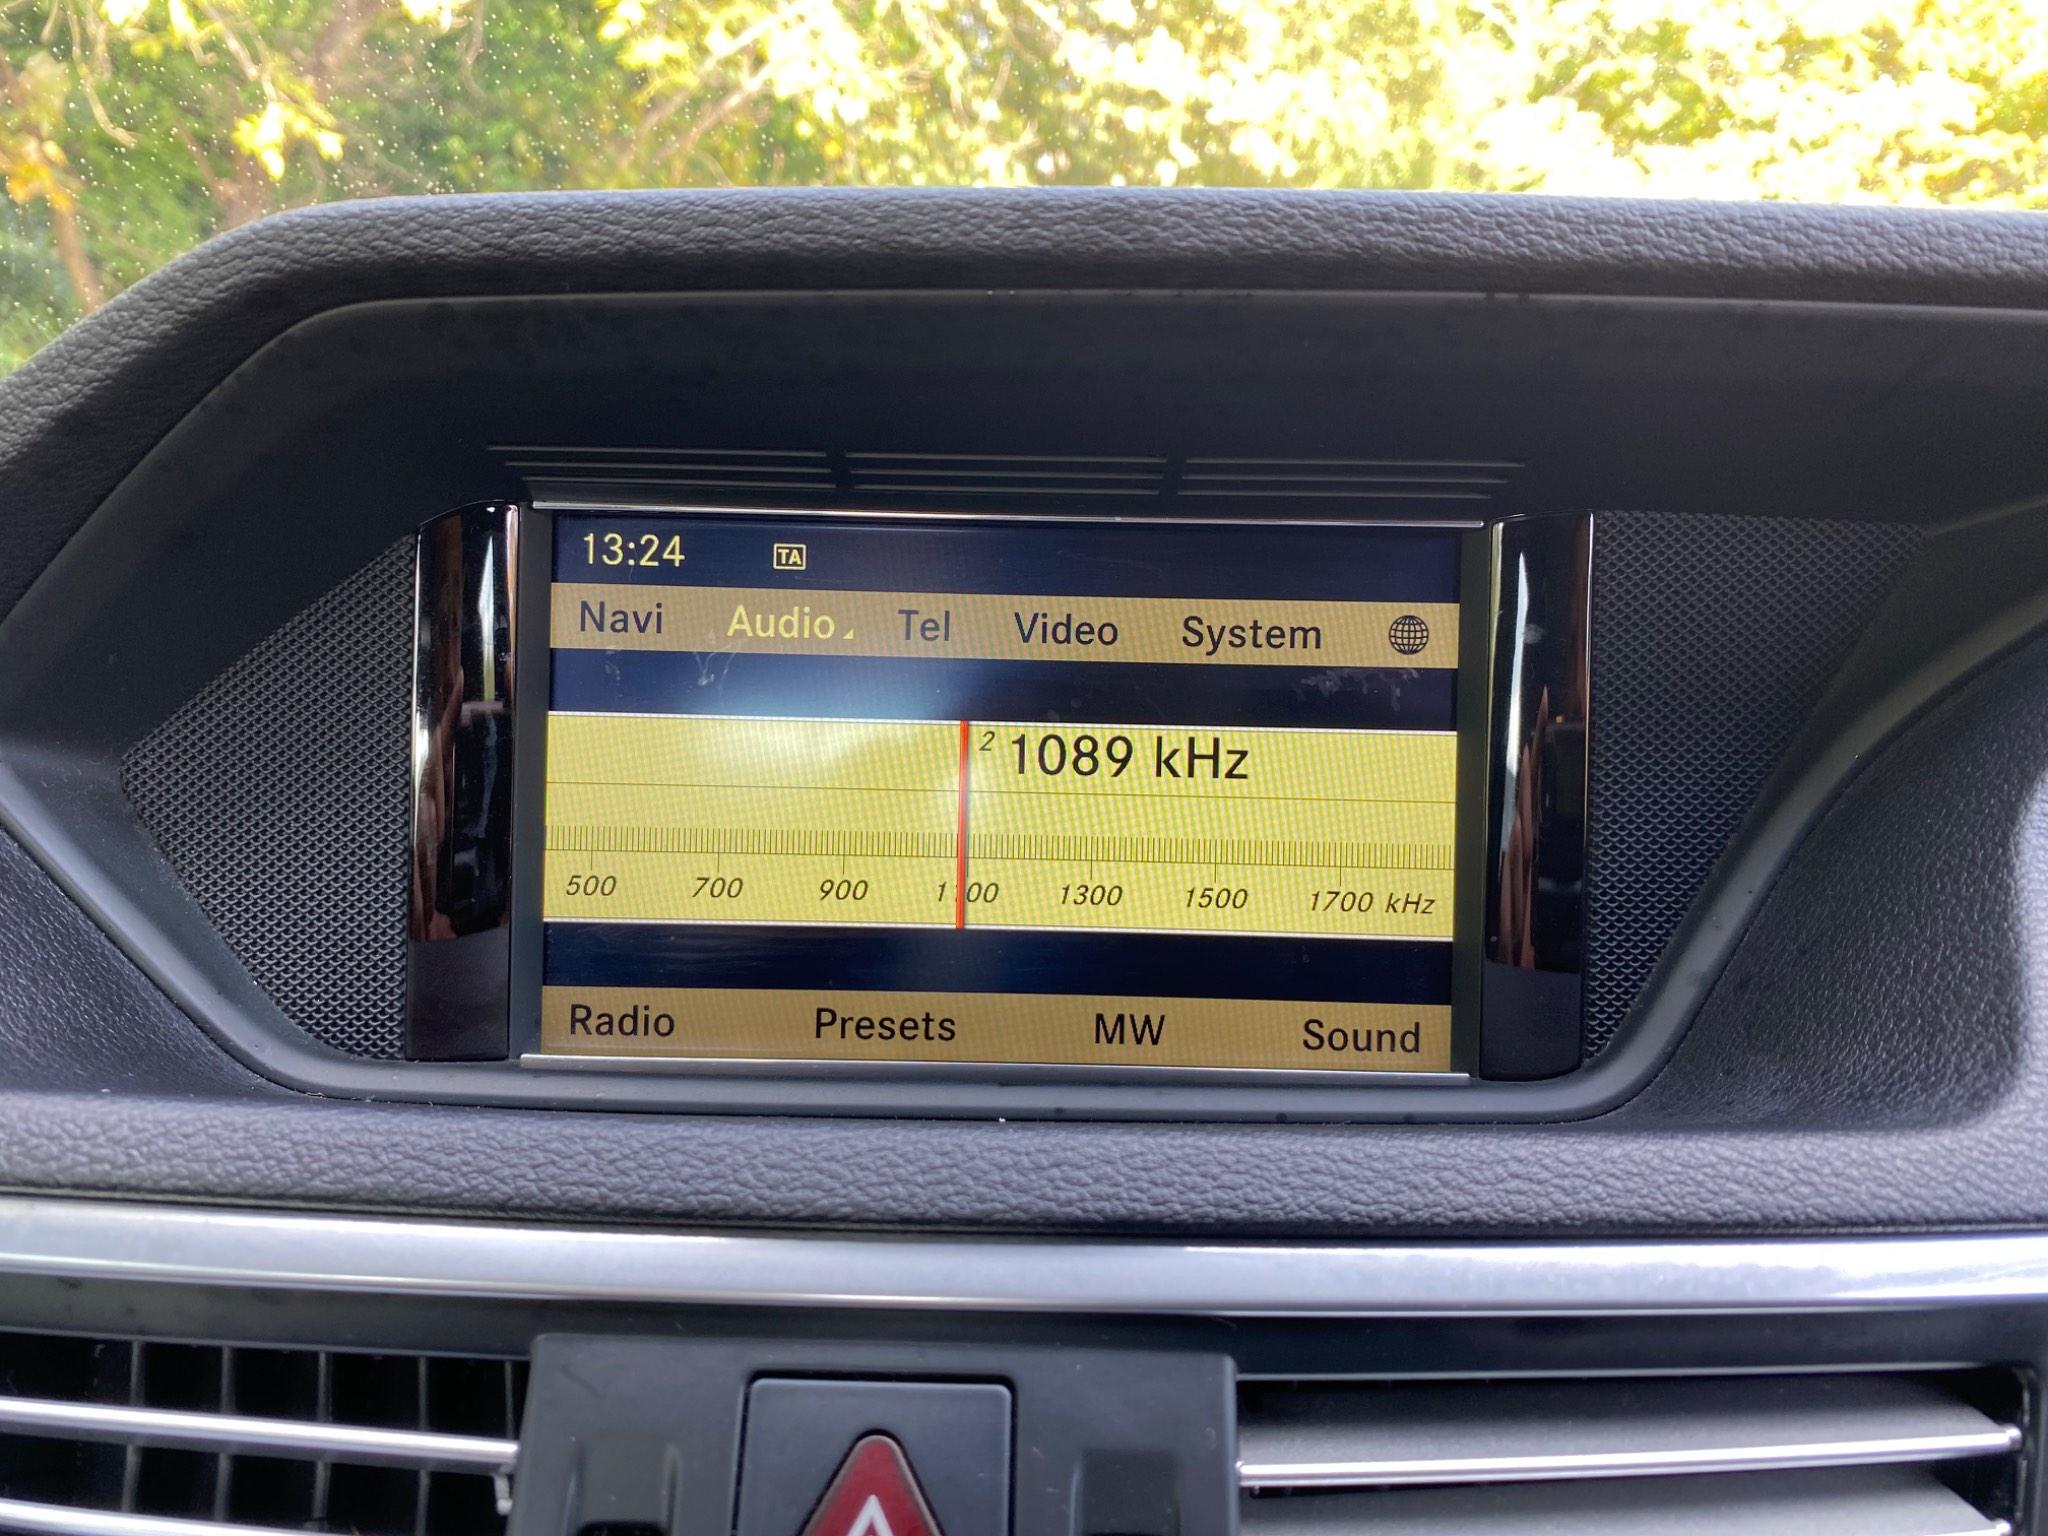 13:24 TA
Navi Audio Tel Video System
2 1089 kHz
500 700 900 1100 1300 1500 1700 kHz
Radio Presets MW Sound